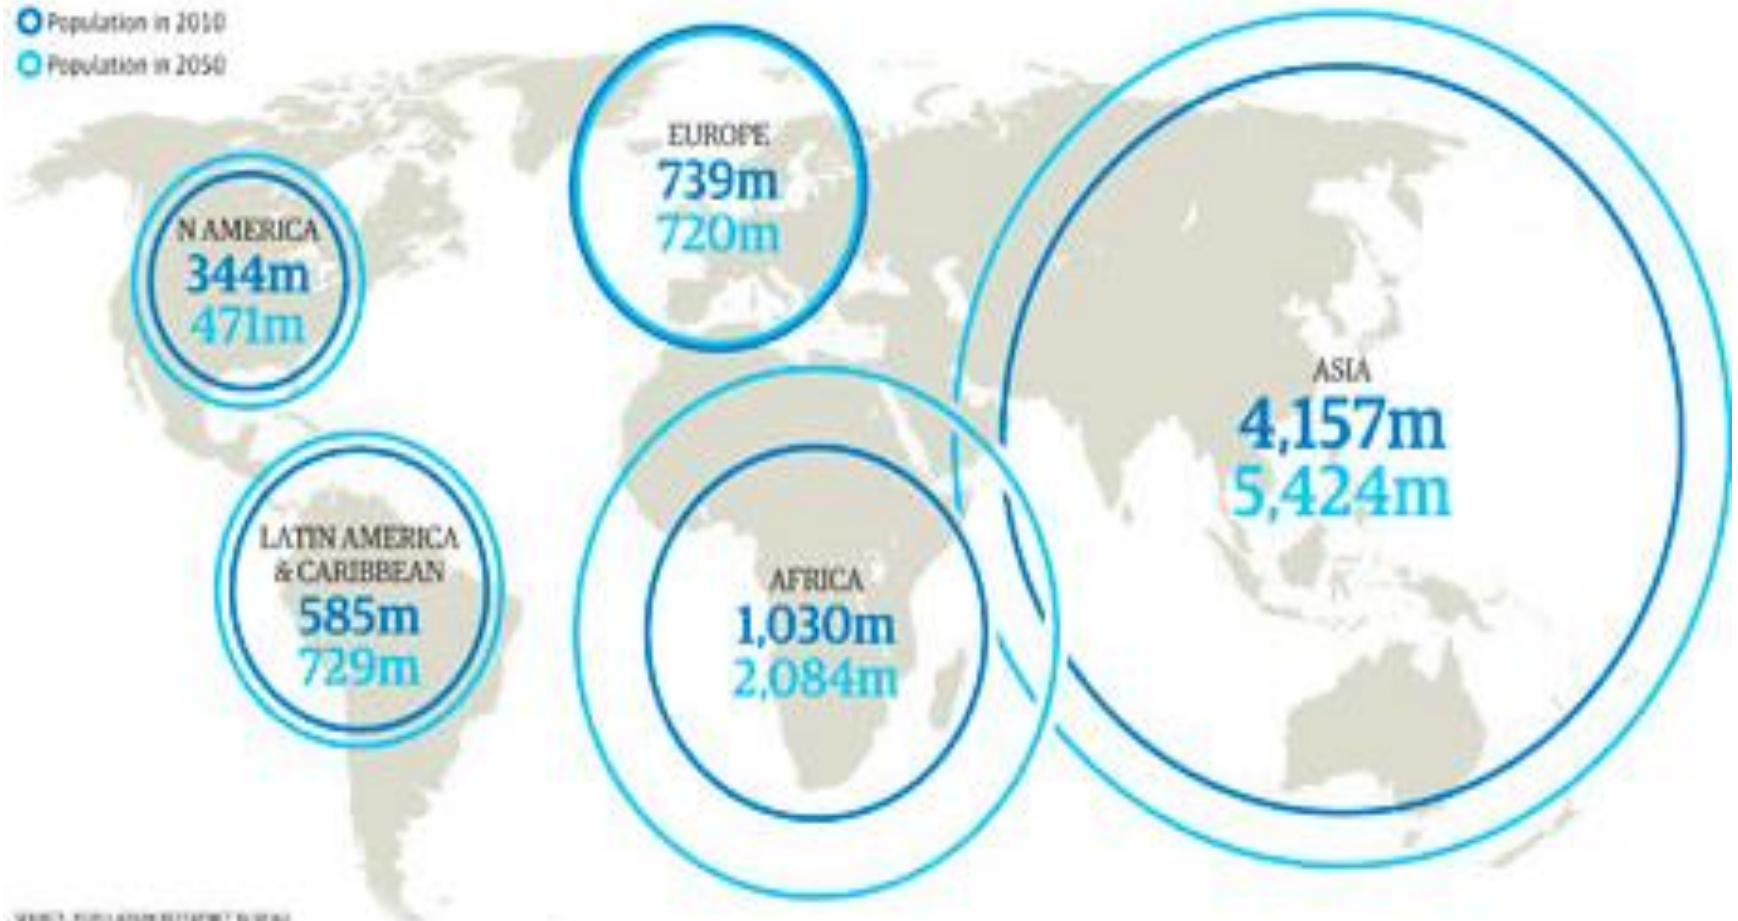 Population in 2010
Population in 2050
EUROPE
739m
720m
N AMERICA
344m
471m
ASIA
4,157m
5,424m
LATIN AMERICA
& CARIBBEAN
585m
729m
AFRICA
1,030m
2,084m